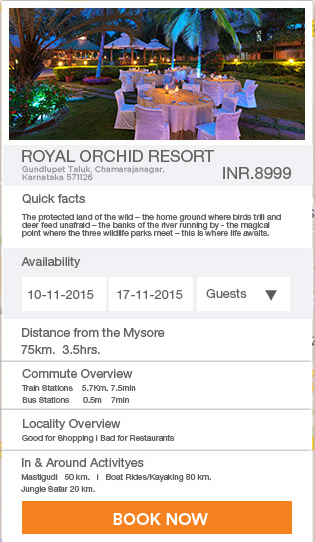 ROYAL ORCHID RESORT
Gundlupet Taluk, Chamarajanagar,
Karnataka 571126
INR.8999
Quick facts
The protected land of the wild – the home ground where birds trill and
deer feed unafraid – the banks of the river running by - the magical
point where the three wildlife parks meet – this is where life awaits.
Availability
10-11-2015 17-11-2015 Guests
Distance from the Mysore
75km. 3.5hrs.
Commute Overview
Train Stations 5.7Km. 7.5min
Bus Stations 0.5m 7min
Locality Overview
Good for Shopping I Bad for Restaurants
In & Around Activityes
Mastigudi 50 km. I Boat Rides/Kayaking 80 km.
Jungle Safar 20 km.
BOOK NOW